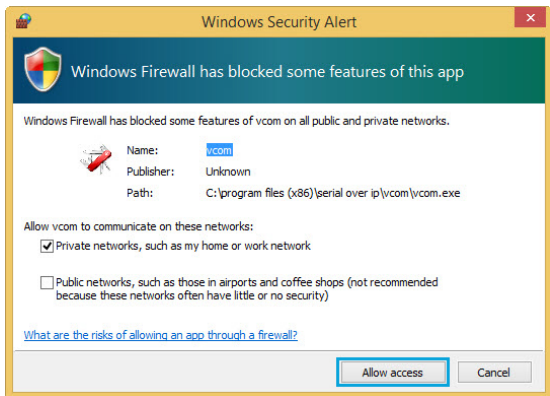 Windows Security Alert
Windows Firewall has blocked some features of this app
Windows Firewall has blocked some features of vcom on all public and private networks.
Name: vcom
Publisher: Unknown
Path: C:\program files (x86)\serial over ip\vcom\vcom.exe
Allow vcom to communicate on these networks:
Private networks, such as my home or work network
Public networks, such as those in airports and coffee shops (not recommended
because these networks often have little or no security)
What are the risks of allowing an app through a firewall?
Allow access Cancel